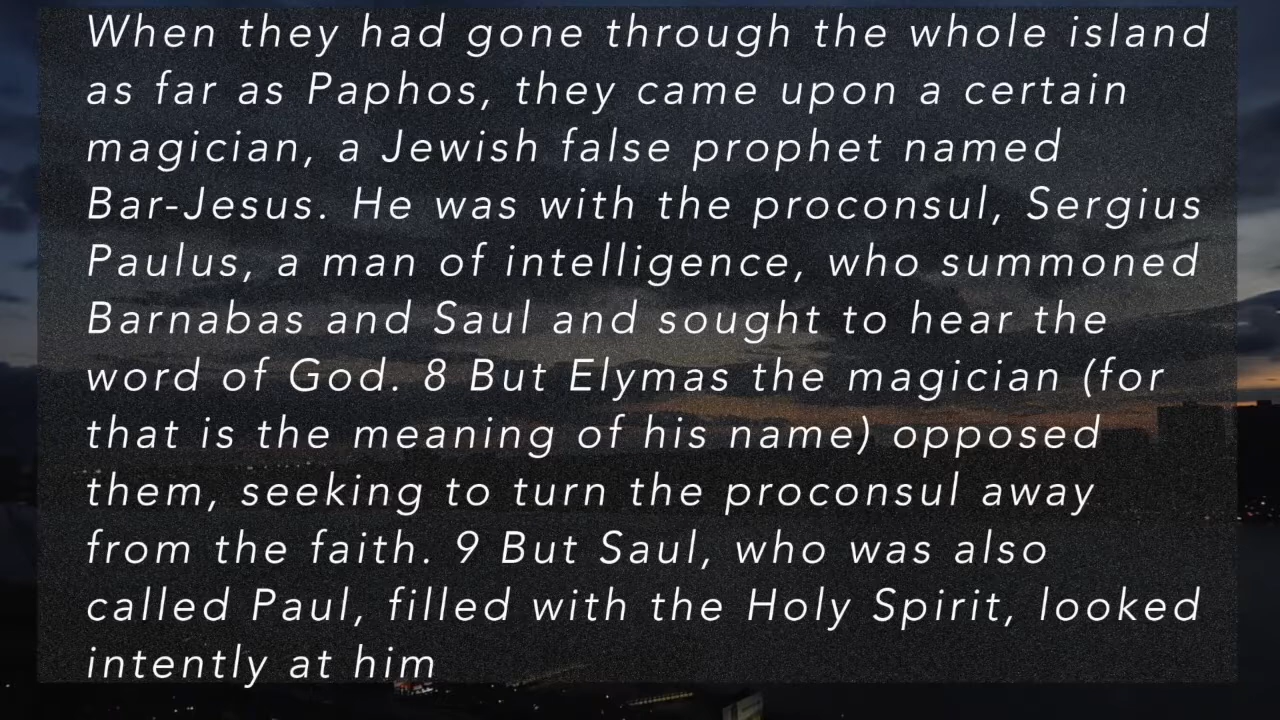 When they had gone through the whole island
as far as Paphos, they came upon a certain
magician, a Jewish false prophet named
Bar-Jesus. He was with the proconsul, Sergius
Paulus, a man of intelligence, who summoned
Barnabas and Saul and sought to hear the
word of God. 8 But Elymas the magician (for
that is the meaning of his name) opposed
them, seeking to turn the proconsul away
from the faith. 9 But Saul, who was also
called Paul, filled with the Holy Spirit, looked
intently at him